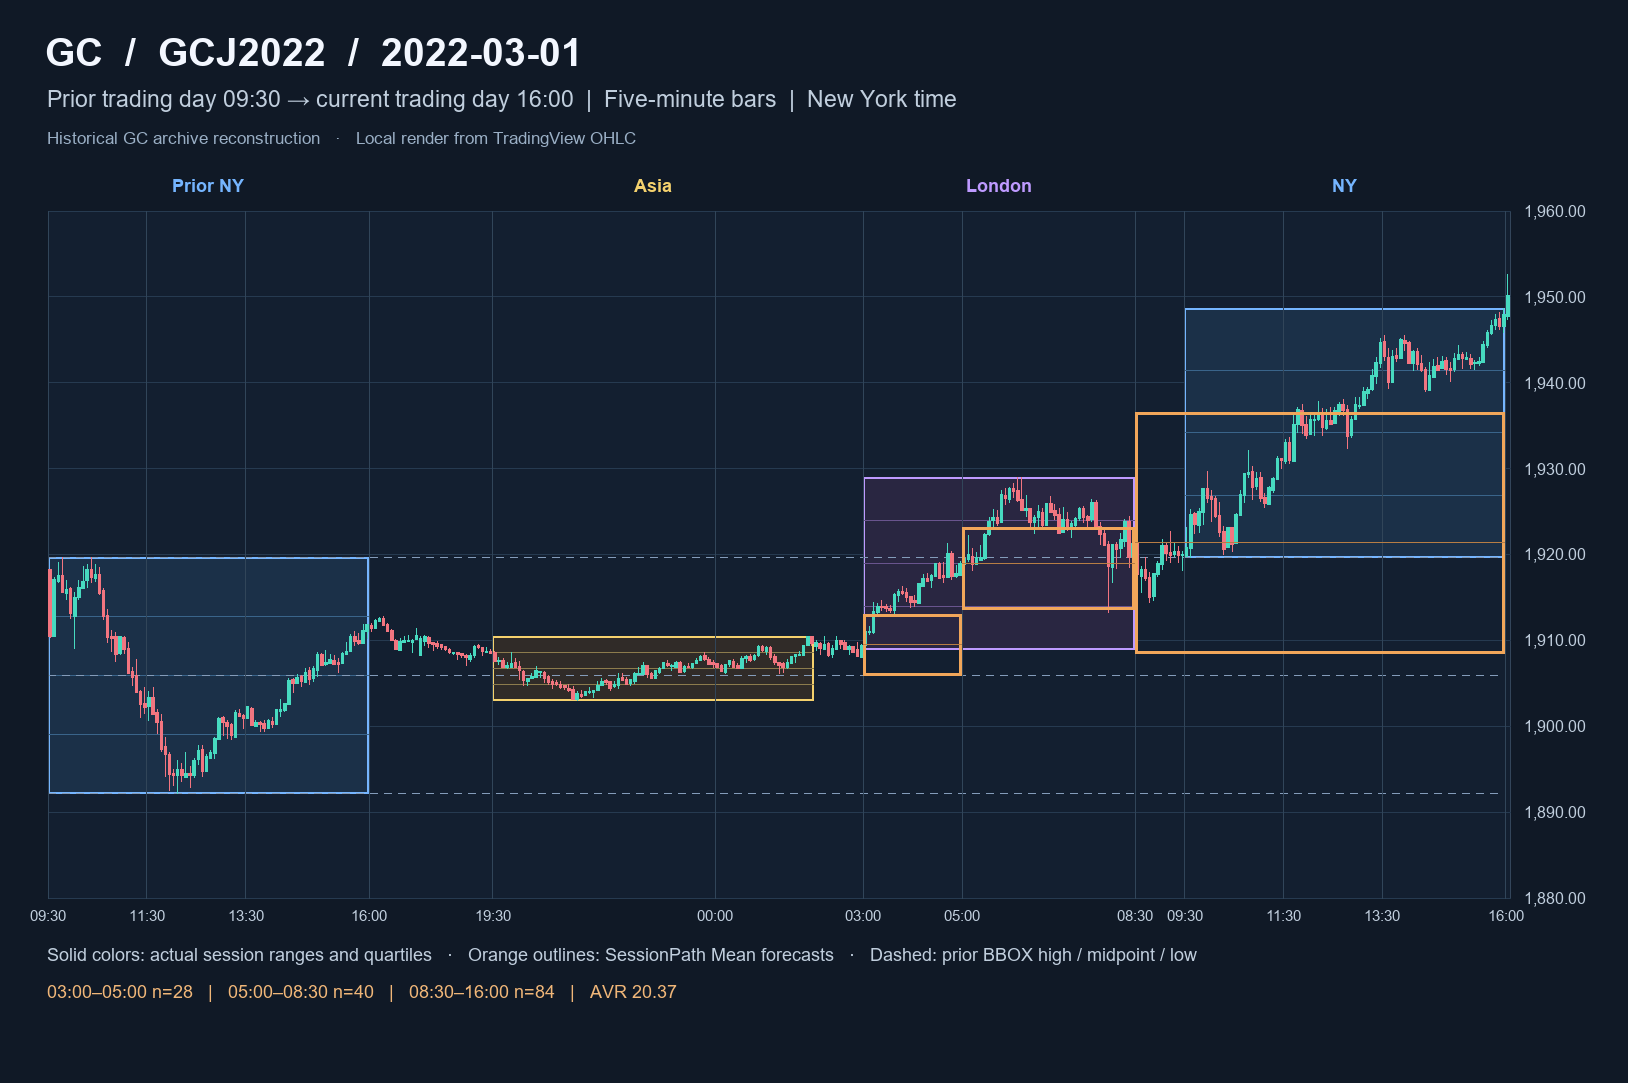 GC / GCJ2022 / 2022-03-01
Prior trading day 09:30 → current trading day 16:00 | Five-minute bars | New York time
Historical GC archive reconstruction · Local render from TradingView OHLC
Prior NY Asia London NY
1,960.00
1,950.00
1,940.00
1,930.00
1,920.00
1,910.00
1,900.00
1,890.00
1,880.00
09:30 11:30 13:30 16:00 19:30 00:00 03:00 05:00 08:30 09:30 11:30 13:30 16:00
Solid colors: actual session ranges and quartiles · Orange outlines: SessionPath Mean forecasts · Dashed: prior BBOX high / midpoint / low
03:00–05:00 n=28 | 05:00–08:30 n=40 | 08:30–16:00 n=84 | AVR 20.37